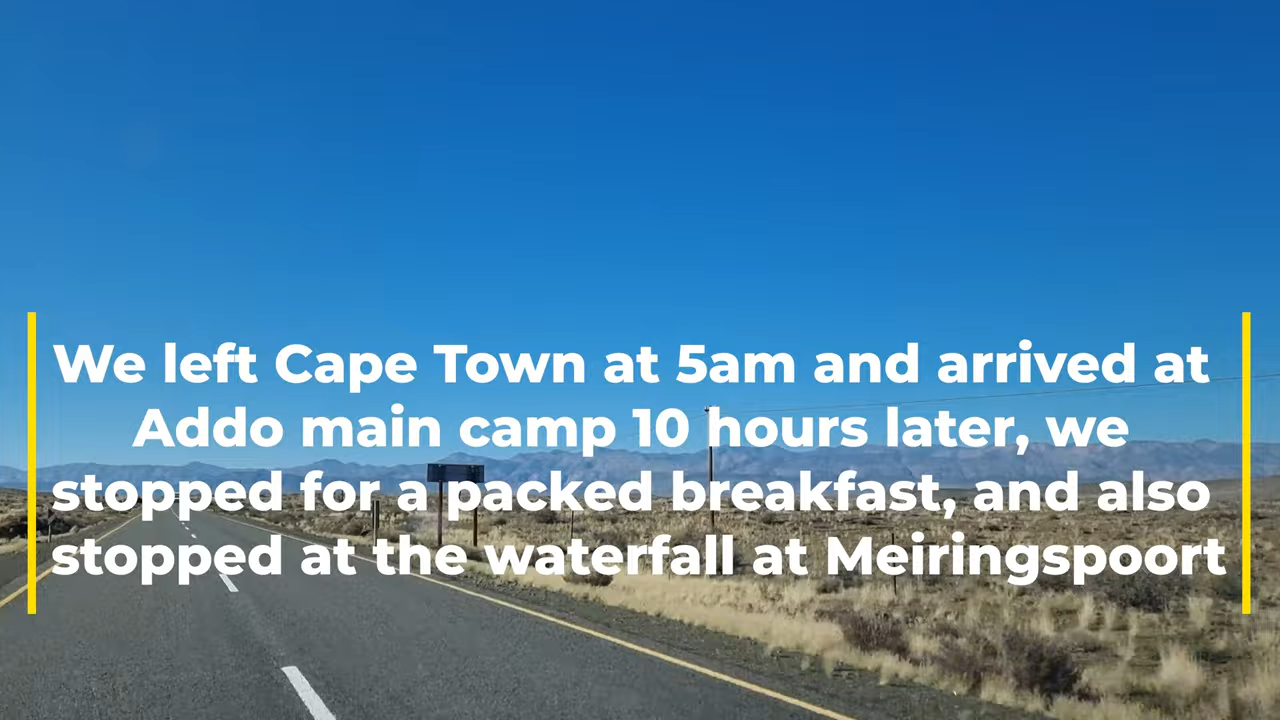 We left Cape Town at 5am and arrived at
Addo main camp 10 hours later, we
stopped for a packed breakfast, and also
stopped at the waterfall at Meiringspoort